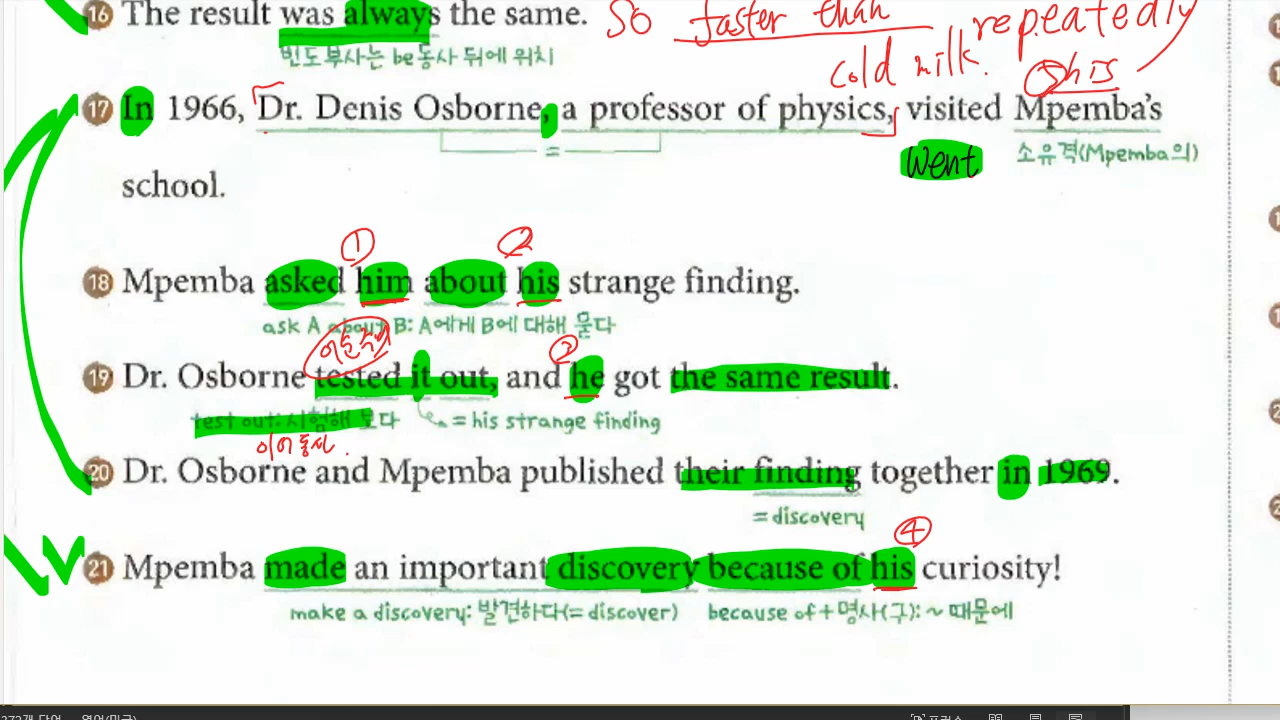 16 The result was always the same.
So faster than
cold milk.
repeatedly
빈도부사는 be동사 뒤에 위치
17 In 1966, Dr. Denis Osborne, a professor of physics, visited Mpemba's
=
went
소유격(Mpemba의)
school.
① ②
18 Mpemba asked him about his strange finding.
ask A about B: A에게 B에 대해 묻다
③
19 Dr. Osborne tested it out, and he got the same result.
test out: 시험해 보다 = his strange finding
이어동사.
20 Dr. Osborne and Mpemba published their finding together in 1969.
= discovery
④
21 Mpemba made an important discovery because of his curiosity!
make a discovery: 발견하다(= discover) because of + 명사(구): ~ 때문에